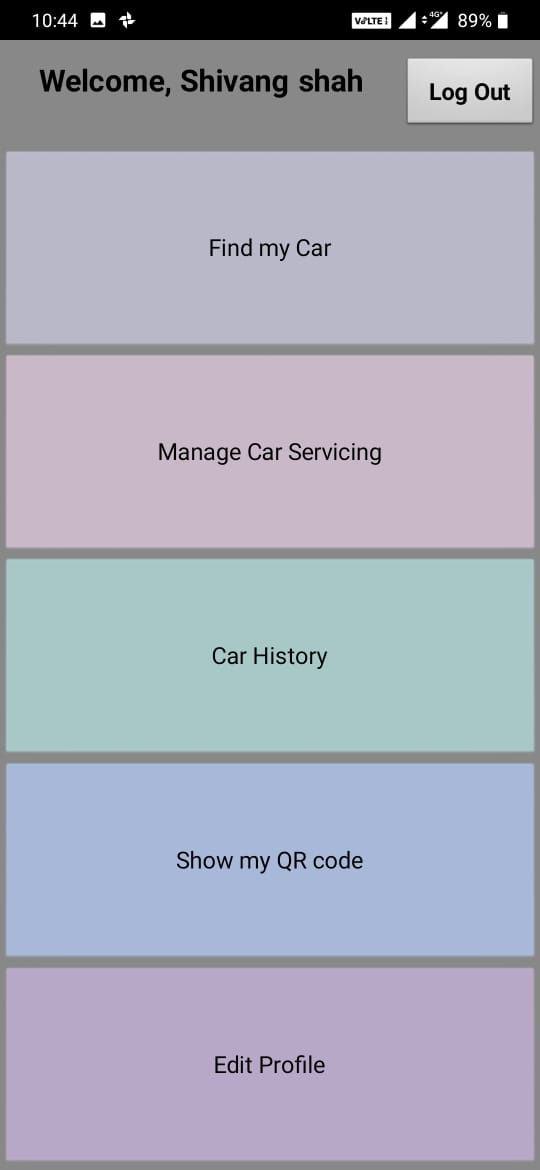 10:44
VoLTE 4G+ 89%
Welcome, Shivang shah
Log Out
Find my Car
Manage Car Servicing
Car History
Show my QR code
Edit Profile